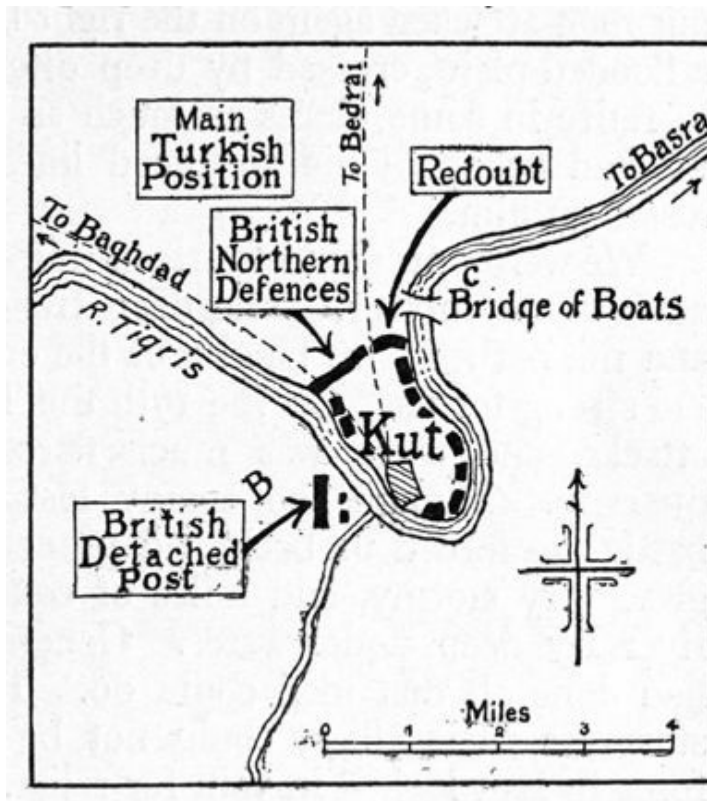 Main
Turkish
Position
To Bedrai
Redoubt
To Basra
To Baghdad
British
Northern
Defences
C
Bridge of Boats
R. Tigris
Kut
B
British
Detached
Post
Miles
0 1 2 3 4